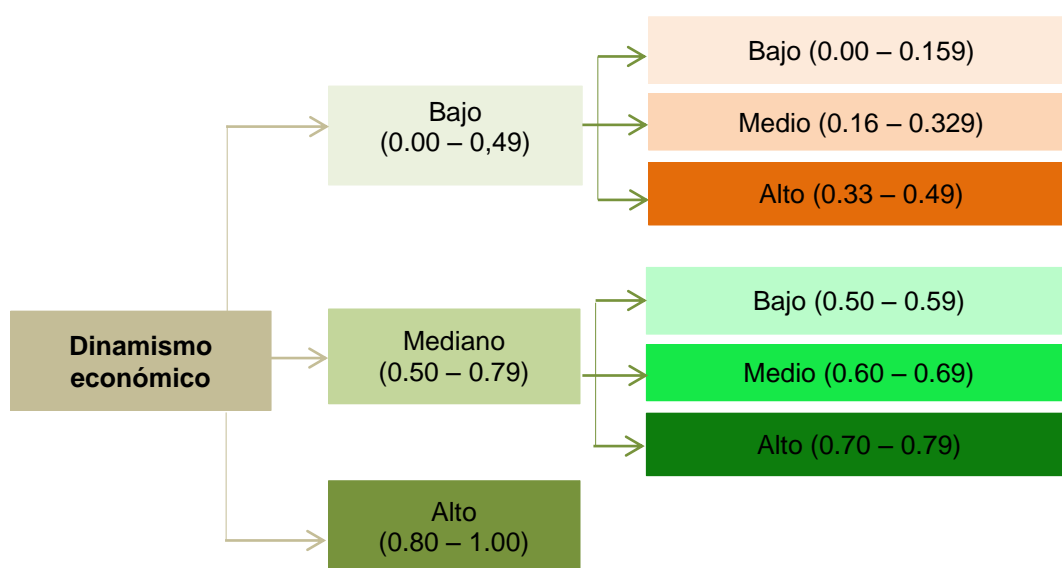 Dinamismo
económico
Bajo
(0.00 – 0,49)
Bajo (0.00 – 0.159)
Medio (0.16 – 0.329)
Alto (0.33 – 0.49)
Mediano
(0.50 – 0.79)
Bajo (0.50 – 0.59)
Medio (0.60 – 0.69)
Alto (0.70 – 0.79)
Alto
(0.80 – 1.00)